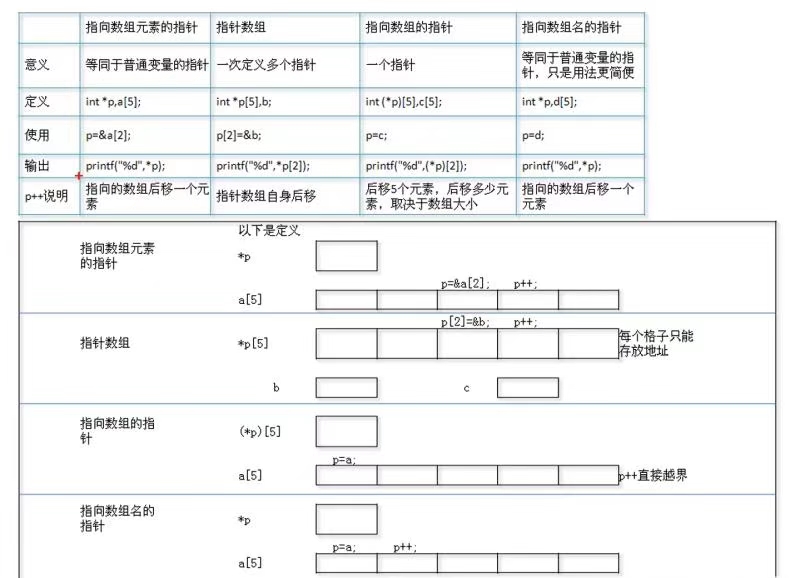 指向数组元素的指针 指针数组 指向数组的指针 指向数组名的指针
意义 等同于普通变量的指针 一次定义多个指针 一个指针 等同于普通变量的指
针，只是用法更简便
定义 int *p,a[5]; int *p[5],b; int (*p)[5],c[5]; int *p,d[5];
使用 p=&a[2]; p[2]=&b; p=c; p=d;
输出 printf("%d",*p); printf("%d",*p[2]); printf("%d",(*p)[2]); printf("%d",*p);
p++说明 指向的数组后移一个元
素 指针数组自身后移 后移5个元素，后移多少元
素，取决于数组大小 指向的数组后移一个
元素
以下是定义
指向数组元素
的指针
*p
p=&a[2]; p++;
a[5]
p[2]=&b; p++;
指针数组 *p[5] 每个格子只能
存放地址
b c
指向数组的指
针
(*p)[5]
p=a;
a[5] p++直接越界
指向数组名的
指针
*p
p=a; p++;
a[5]